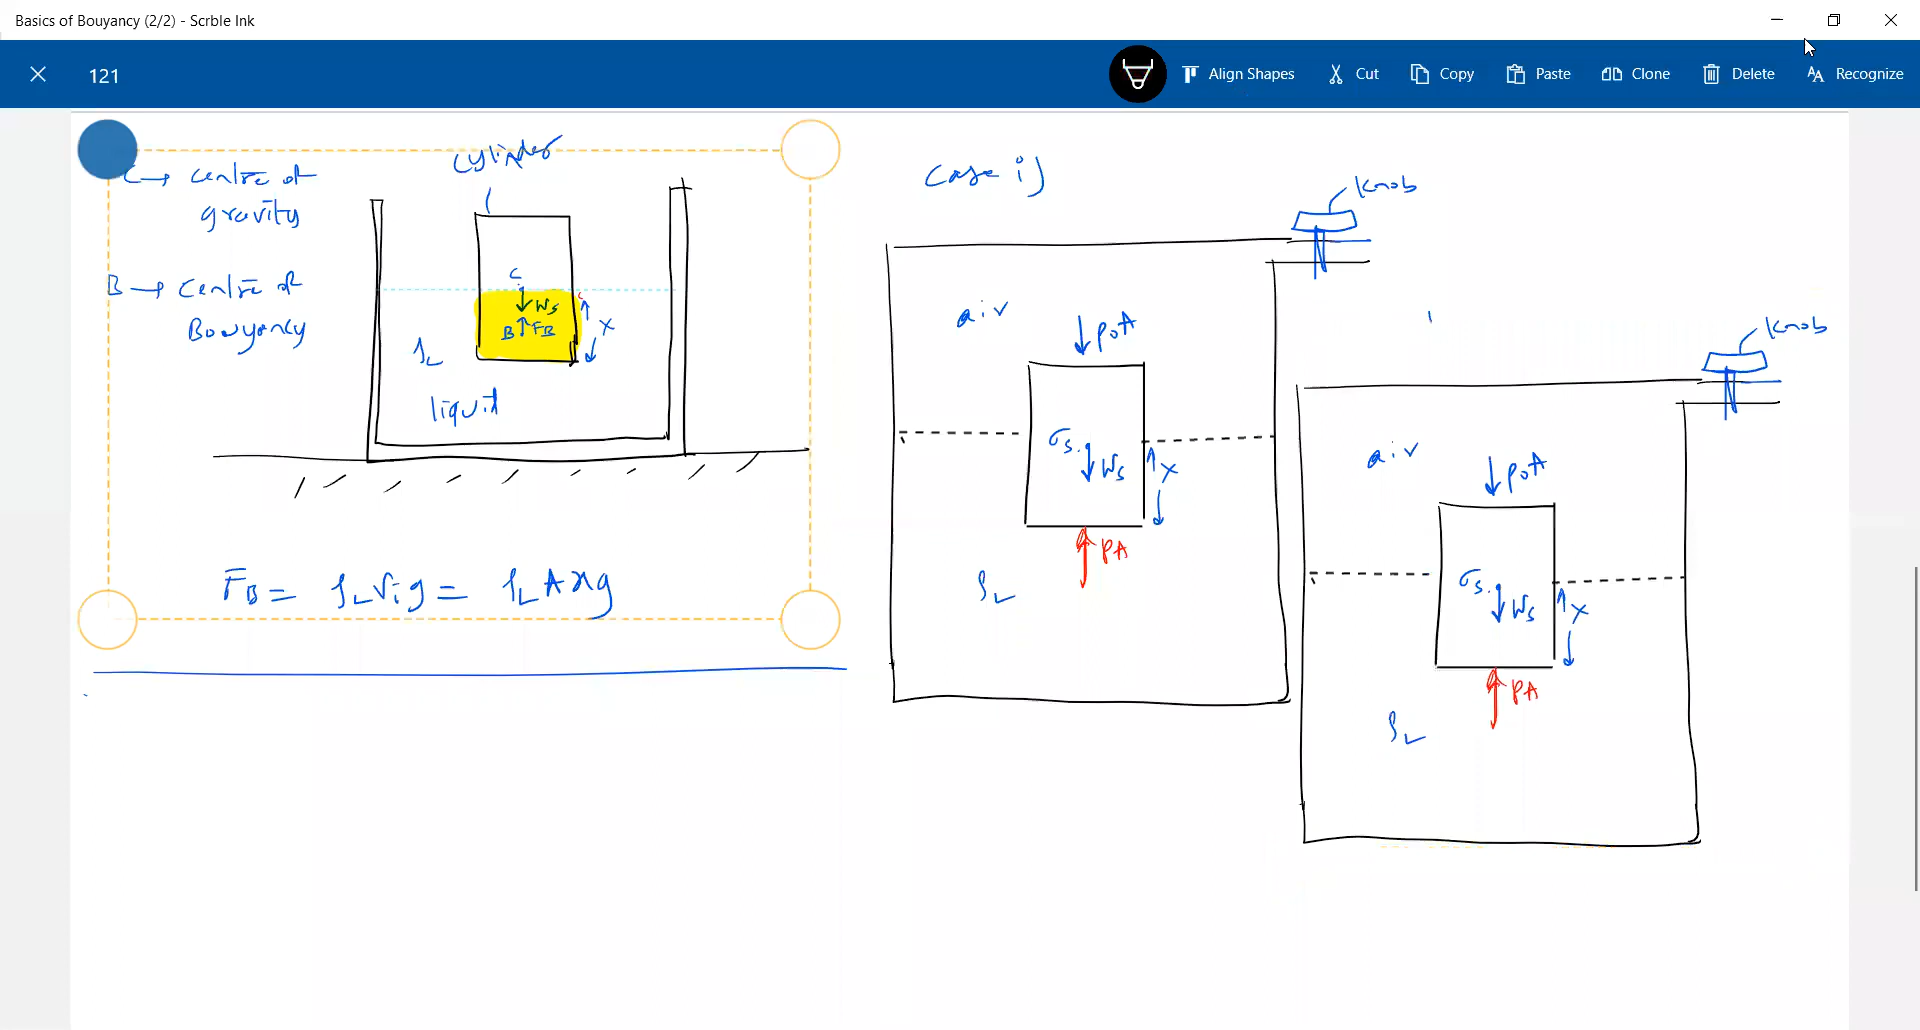 Basics of Bouyancy (2/2) - Scrble Ink
121
Align Shapes
Cut
Copy
Paste
Clone
Delete
Recognize
C → centre of
gravity
B → centre of
Bouyancy
cylinder
C
Ws
B FB
x
ρL
liquid
FB = ρL Vi g = ρL A x g
case i)
knob
air
P0A
σs.
Ws
x
PA
ρL
knob
air
P0A
σs.
Ws
x
PA
ρL